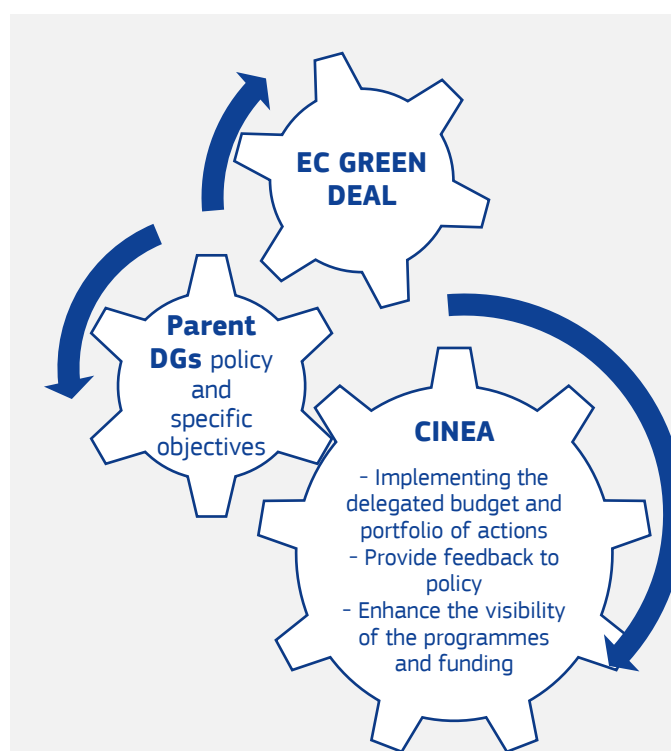 EC GREEN
DEAL
Parent
DGs policy
and
specific
objectives
CINEA
- Implementing the
delegated budget and
portfolio of actions
- Provide feedback to
policy
- Enhance the visibility
of the programmes
and funding